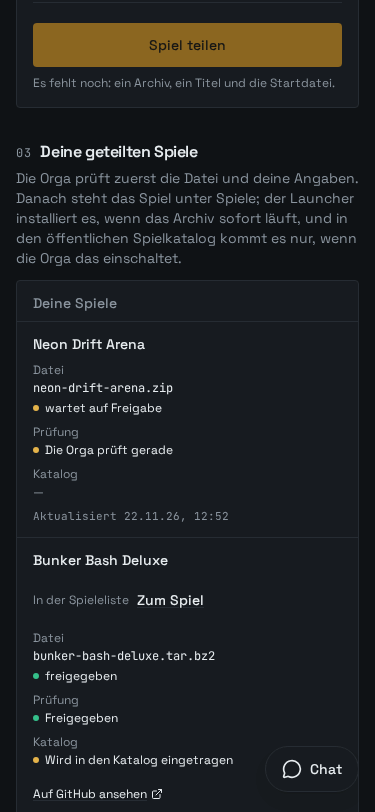 Spiel teilen
Es fehlt noch: ein Archiv, ein Titel und die Startdatei.
03 Deine geteilten Spiele
Die Orga prüft zuerst die Datei und deine Angaben.
Danach steht das Spiel unter Spiele; der Launcher
installiert es, wenn das Archiv sofort läuft, und in
den öffentlichen Spielkatalog kommt es nur, wenn
die Orga das einschaltet.
Deine Spiele
Neon Drift Arena
Datei
neon-drift-arena.zip
wartet auf Freigabe
Prüfung
Die Orga prüft gerade
Katalog
—
Aktualisiert 22.11.26, 12:52
Bunker Bash Deluxe
In der Spieleliste Zum Spiel
Datei
bunker-bash-deluxe.tar.bz2
freigegeben
Prüfung
Freigegeben
Katalog
Wird in den Katalog eingetragen
Chat
Auf GitHub ansehen